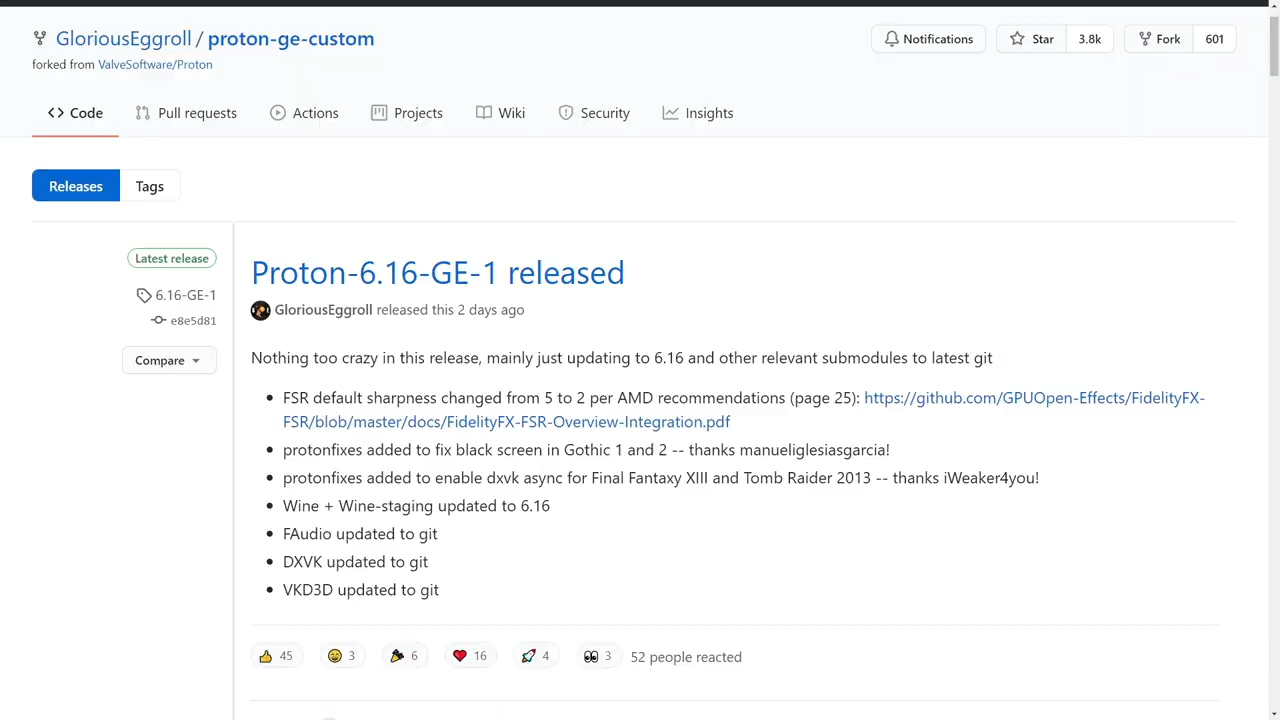 GloriousEggroll / proton-ge-custom
Notifications
Star 3.8k
Fork 601
forked from ValveSoftware/Proton
Code
Pull requests
Actions
Projects
Wiki
Security
Insights
Releases
Tags
Latest release
6.16-GE-1
e8e5d81
Compare
Proton-6.16-GE-1 released
GloriousEggroll released this 2 days ago
Nothing too crazy in this release, mainly just updating to 6.16 and other relevant submodules to latest git
FSR default sharpness changed from 5 to 2 per AMD recommendations (page 25): https://github.com/GPUOpen-Effects/FidelityFX-
FSR/blob/master/docs/FidelityFX-FSR-Overview-Integration.pdf
protonfixes added to fix black screen in Gothic 1 and 2 -- thanks manueliglesiasgarcia!
protonfixes added to enable dxvk async for Final Fantaxy XIII and Tomb Raider 2013 -- thanks iWeaker4you!
Wine + Wine-staging updated to 6.16
FAudio updated to git
DXVK updated to git
VKD3D updated to git
45 3 6 16 4 3 52 people reacted